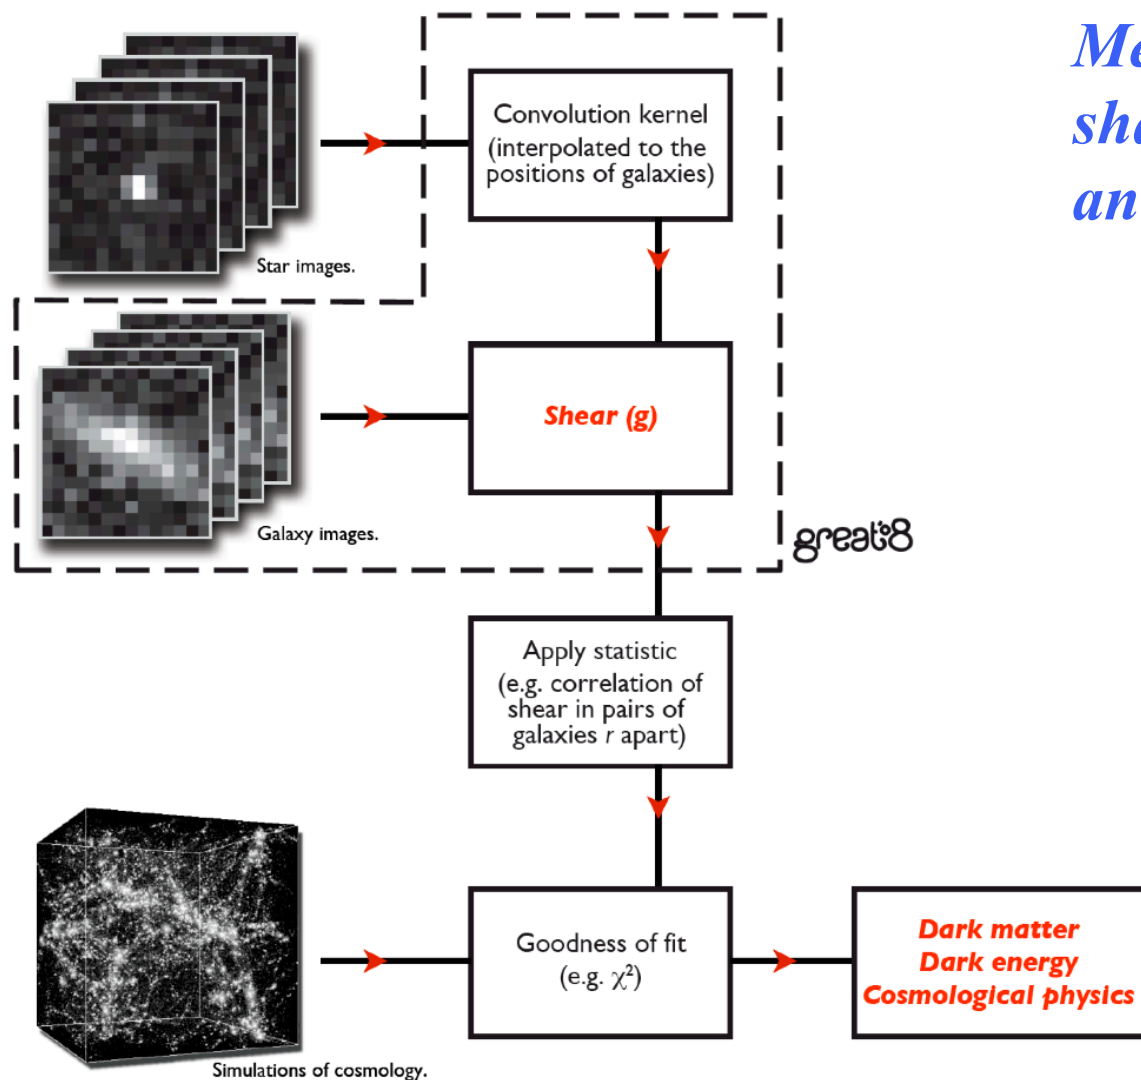 Convolution kernel
(interpolated to the
positions of galaxies)
Star images.
Shear (g)
Galaxy images.
great08
Apply statistic
(e.g. correlation of
shear in pairs of
galaxies r apart)
Goodness of fit
(e.g. χ²)
Dark matter
Dark energy
Cosmological physics
Simulations of cosmology.